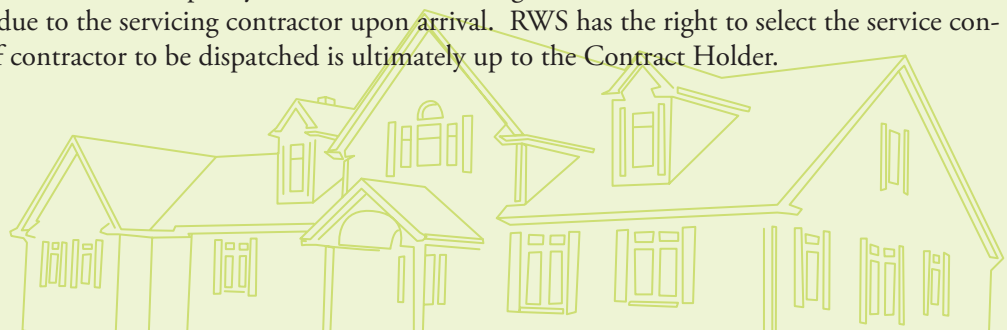 due to the servicing contractor upon arrival. RWS has the right to select the service con-
contractor to be dispatched is ultimately up to the Contract Holder.